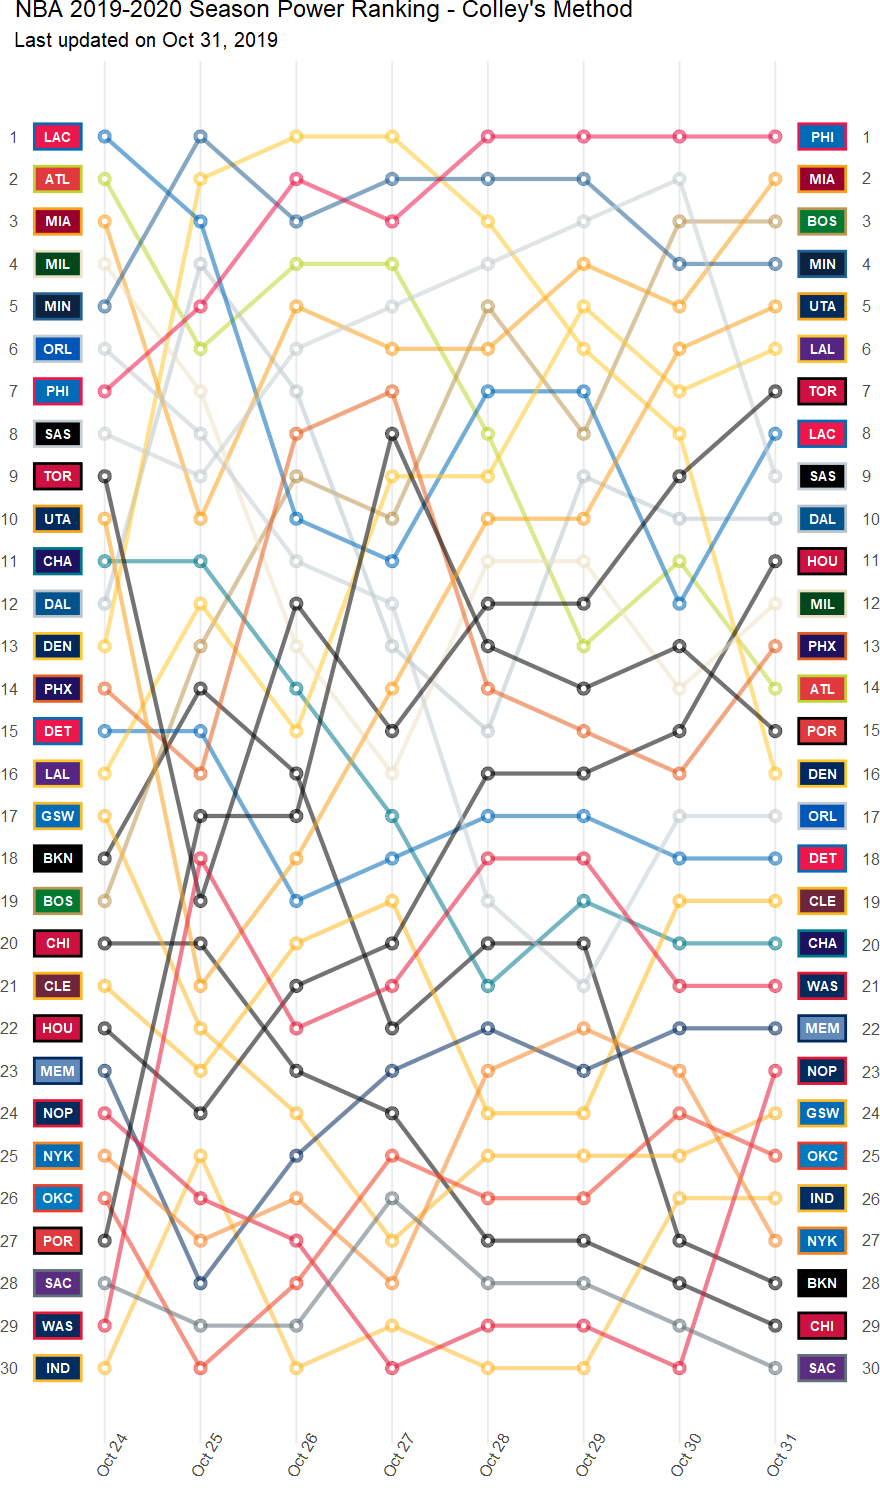 NBA 2019-2020 Season Power Ranking - Colley's Method
Last updated on Oct 31, 2019
1 LAC PHI 1
2 ATL MIA 2
3 MIA BOS 3
4 MIL MIN 4
5 MIN UTA 5
6 ORL LAL 6
7 PHI TOR 7
8 SAS LAC 8
9 TOR SAS 9
10 UTA DAL 10
11 CHA HOU 11
12 DAL MIL 12
13 DEN PHX 13
14 PHX ATL 14
15 DET POR 15
16 LAL DEN 16
17 GSW ORL 17
18 BKN DET 18
19 BOS CLE 19
20 CHI CHA 20
21 CLE WAS 21
22 HOU MEM 22
23 MEM NOP 23
24 NOP GSW 24
25 NYK OKC 25
26 OKC IND 26
27 POR NYK 27
28 SAC BKN 28
29 WAS CHI 29
30 IND SAC 30
Oct 24 Oct 25 Oct 26 Oct 27 Oct 28 Oct 29 Oct 30 Oct 31